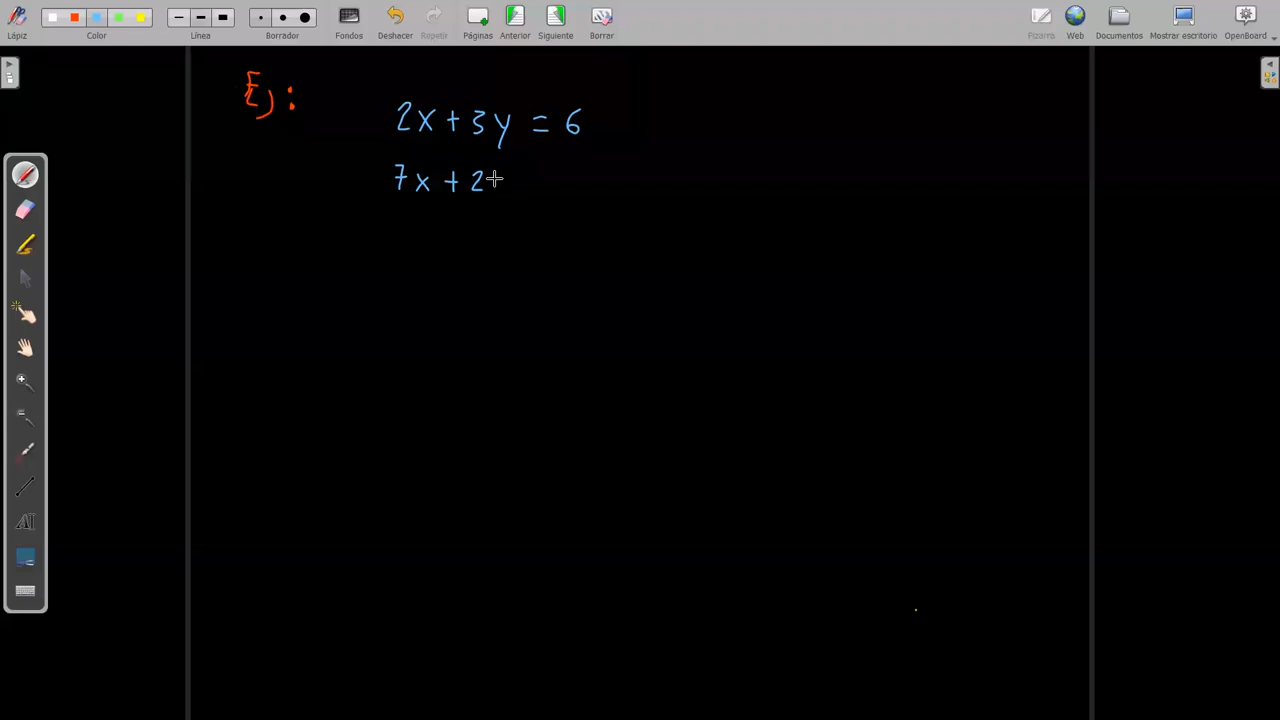 Lápiz
Color
Línea
Borrador
Fondos
Deshacer
Repetir
Páginas
Anterior
Siguiente
Borrar
Pizarra
Web
Documentos
Mostrar escritorio
OpenBoard
Ej:
2x + 3y = 6
7x + 2